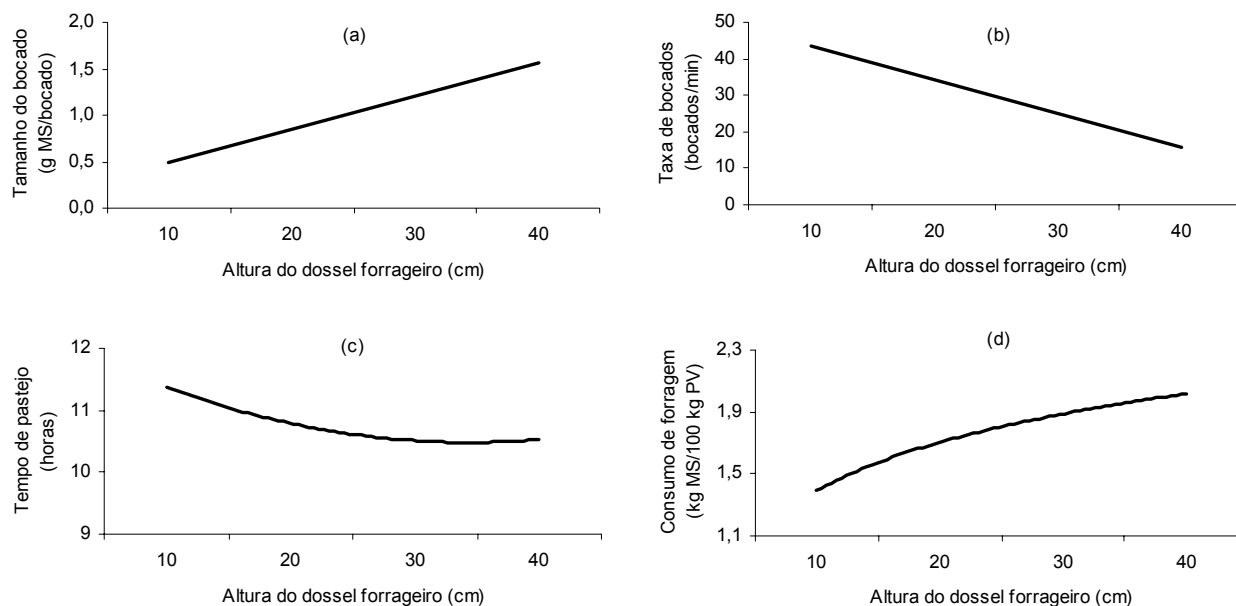 (a)
Tamanho do bocado
(g MS/bocado)
2,0
1,5
1,0
0,5
0,0
10 20 30 40
Altura do dossel forrageiro (cm)
(b)
Taxa de bocados
(bocados/min)
50
40
30
20
10
0
10 20 30 40
Altura do dossel forrageiro (cm)
(c)
Tempo de pastejo
(horas)
12
11
10
9
10 20 30 40
Altura do dossel forrageiro (cm)
(d)
Consumo de forragem
(kg MS/100 kg PV)
2,3
1,9
1,5
1,1
10 20 30 40
Altura do dossel forrageiro (cm)